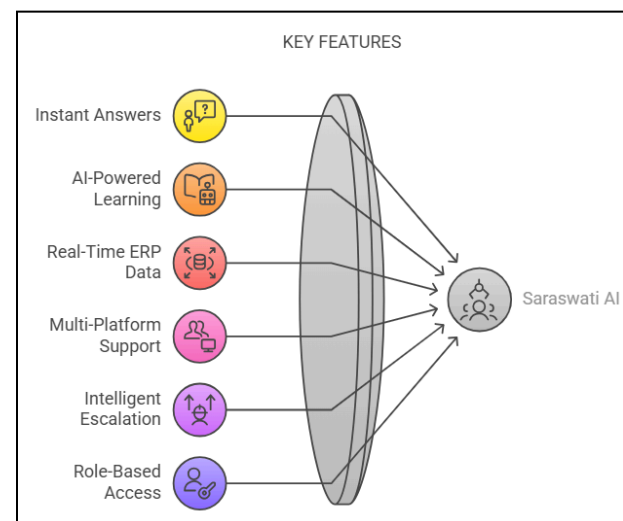 KEY FEATURES
Instant Answers
AI-Powered
Learning
Real-Time ERP
Data
Multi-Platform
Support
Saraswati AI
Intelligent
Escalation
Role-Based
Access
?